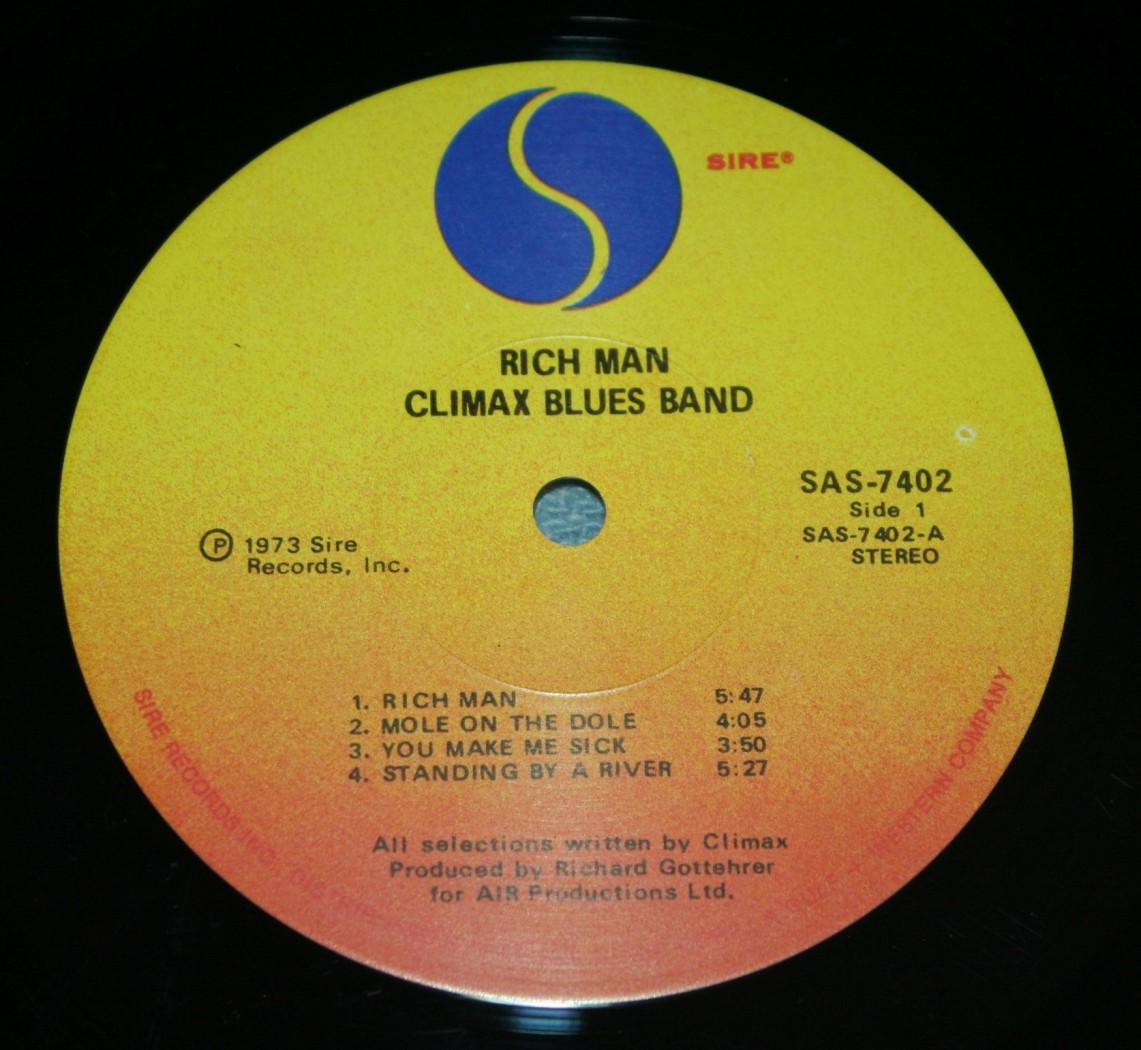 SIRE®
RICH MAN
CLIMAX BLUES BAND
SAS-7402
Side 1
SAS-7402-A
STEREO
Ⓟ 1973 Sire
Records, Inc.
1. RICH MAN 5:47
2. MOLE ON THE DOLE 4:05
3. YOU MAKE ME SICK 3:50
4. STANDING BY A RIVER 5:27
All selections written by Climax
Produced by Richard Gottehrer
for AIR Productions Ltd.
SIRE RECORDS, INC. WESTERN COMPANY